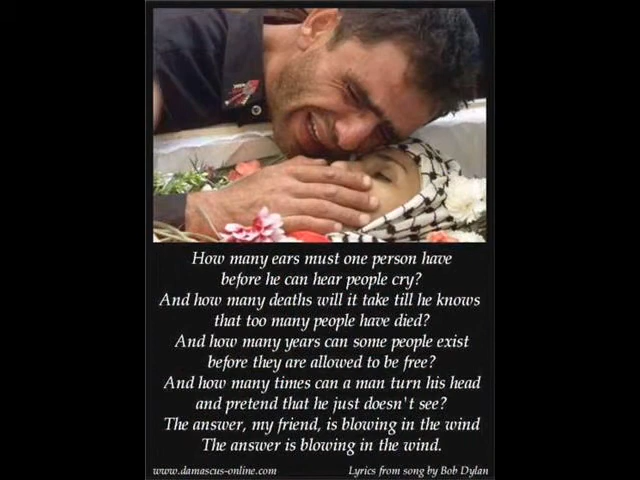 How many ears must one person have
before he can hear people cry?
And how many deaths will it take till he knows
that too many people have died?
And how many years can some people exist
before they are allowed to be free?
And how many times can a man turn his head
and pretend that he just doesn't see?
The answer, my friend, is blowing in the wind
The answer is blowing in the wind.
www.damascus-online.com Lyrics from song by Bob Dylan